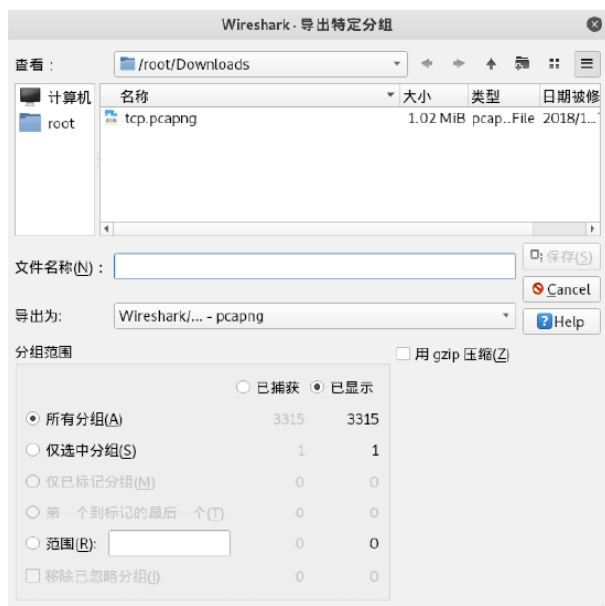 Wireshark · 导出特定分组
查看： /root/Downloads
计算机
root
名称 大小 类型 日期被修
tcp.pcapng 1.02 MiB pcap..File 2018/1...
文件名称(N)： 保存(S)
Cancel
导出为: Wireshark/... - pcapng Help
分组范围 用 gzip 压缩(Z)
已捕获 已显示
所有分组(A) 3315 3315
仅选中分组(S) 1 1
仅已标记分组(M) 0 0
第一个到标记的最后一个(T) 0 0
范围(R): 0 0
移除已忽略分组(I) 0 0